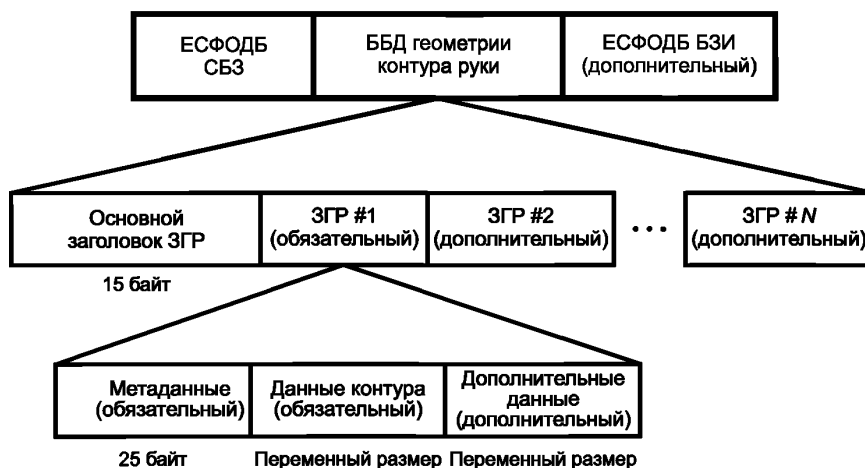 ЕСФОДБ
СБЗ
ББД геометрии
контура руки
ЕСФОДБ БЗИ
(дополнительный)
Основной
заголовок ЗГР
ЗГР #1
(обязательный)
ЗГР #2
(дополнительный)
...
ЗГР # N
(дополнительный)
15 байт
Метаданные
(обязательный)
Данные контура
(обязательный)
Дополнительные
данные
(дополнительный)
25 байт
Переменный размер
Переменный размер